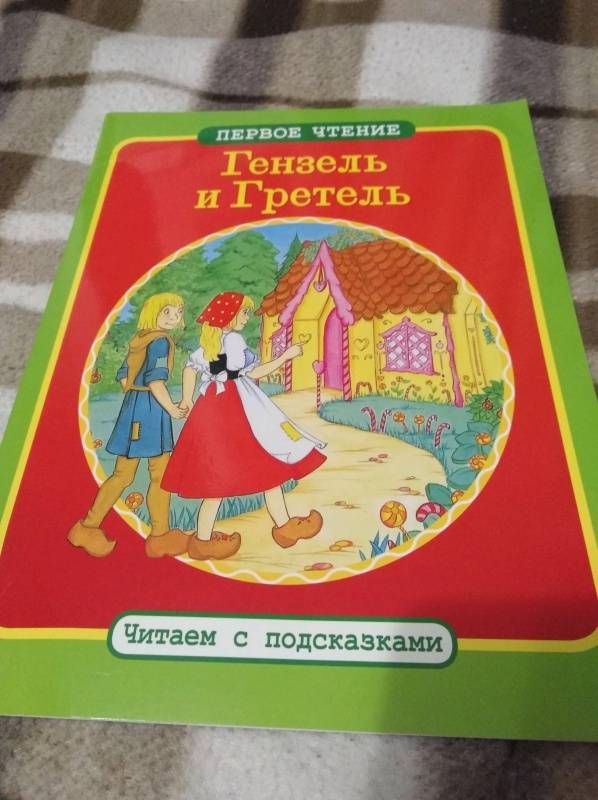 ПЕРВОЕ ЧТЕНИЕ
Гензель
и Гретель
Читаем с подсказками